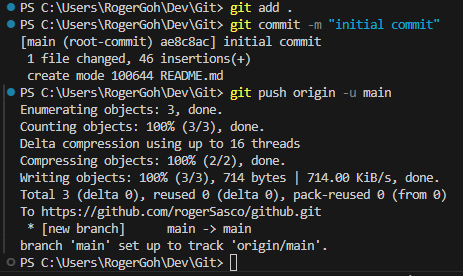 PS C:\Users\RogerGoh\Dev\Git> git add .
PS C:\Users\RogerGoh\Dev\Git> git commit -m "initial commit"
[main (root-commit) ae8c8ac] initial commit
 1 file changed, 46 insertions(+)
 create mode 100644 README.md
PS C:\Users\RogerGoh\Dev\Git> git push origin -u main
Enumerating objects: 3, done.
Counting objects: 100% (3/3), done.
Delta compression using up to 16 threads
Compressing objects: 100% (2/2), done.
Writing objects: 100% (3/3), 714 bytes | 714.00 KiB/s, done.
Total 3 (delta 0), reused 0 (delta 0), pack-reused 0 (from 0)
To https://github.com/rogerSasco/github.git
 * [new branch]      main -> main
branch 'main' set up to track 'origin/main'.
PS C:\Users\RogerGoh\Dev\Git>